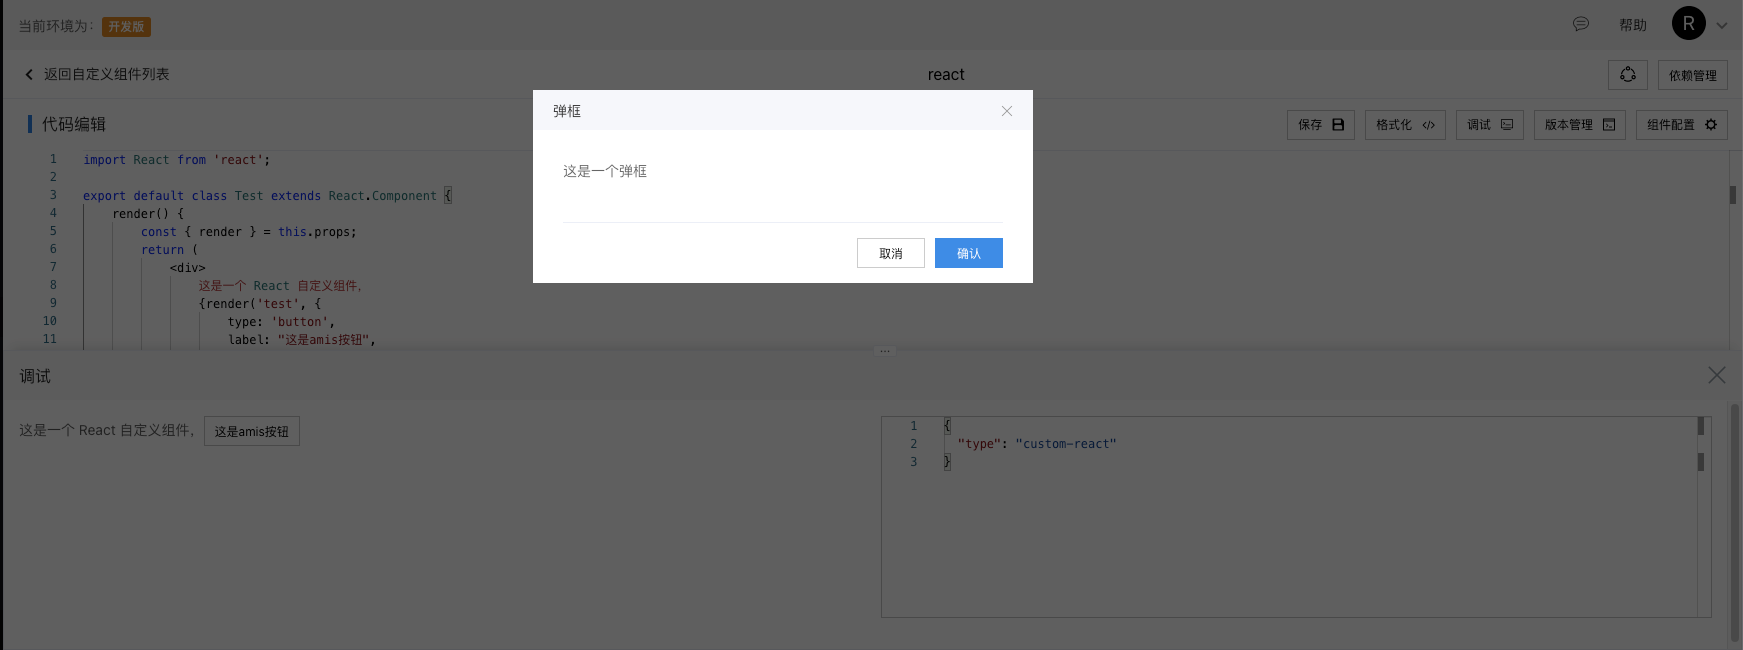 当前环境为： 开发版
帮助 R
返回自定义组件列表 react 依赖管理
代码编辑 保存 格式化 </> 调试 版本管理 组件配置
弹框
这是一个弹框
取消 确认
1 import React from 'react';
2
3 export default class Test extends React.Component {
4 render() {
5 const { render } = this.props;
6 return (
7 <div>
8 这是一个 React 自定义组件,
9 {render('test', {
10 type: 'button',
11 label: "这是amis按钮",
调试
这是一个 React 自定义组件, 这是amis按钮
1 {
2 "type": "custom-react"
3 }